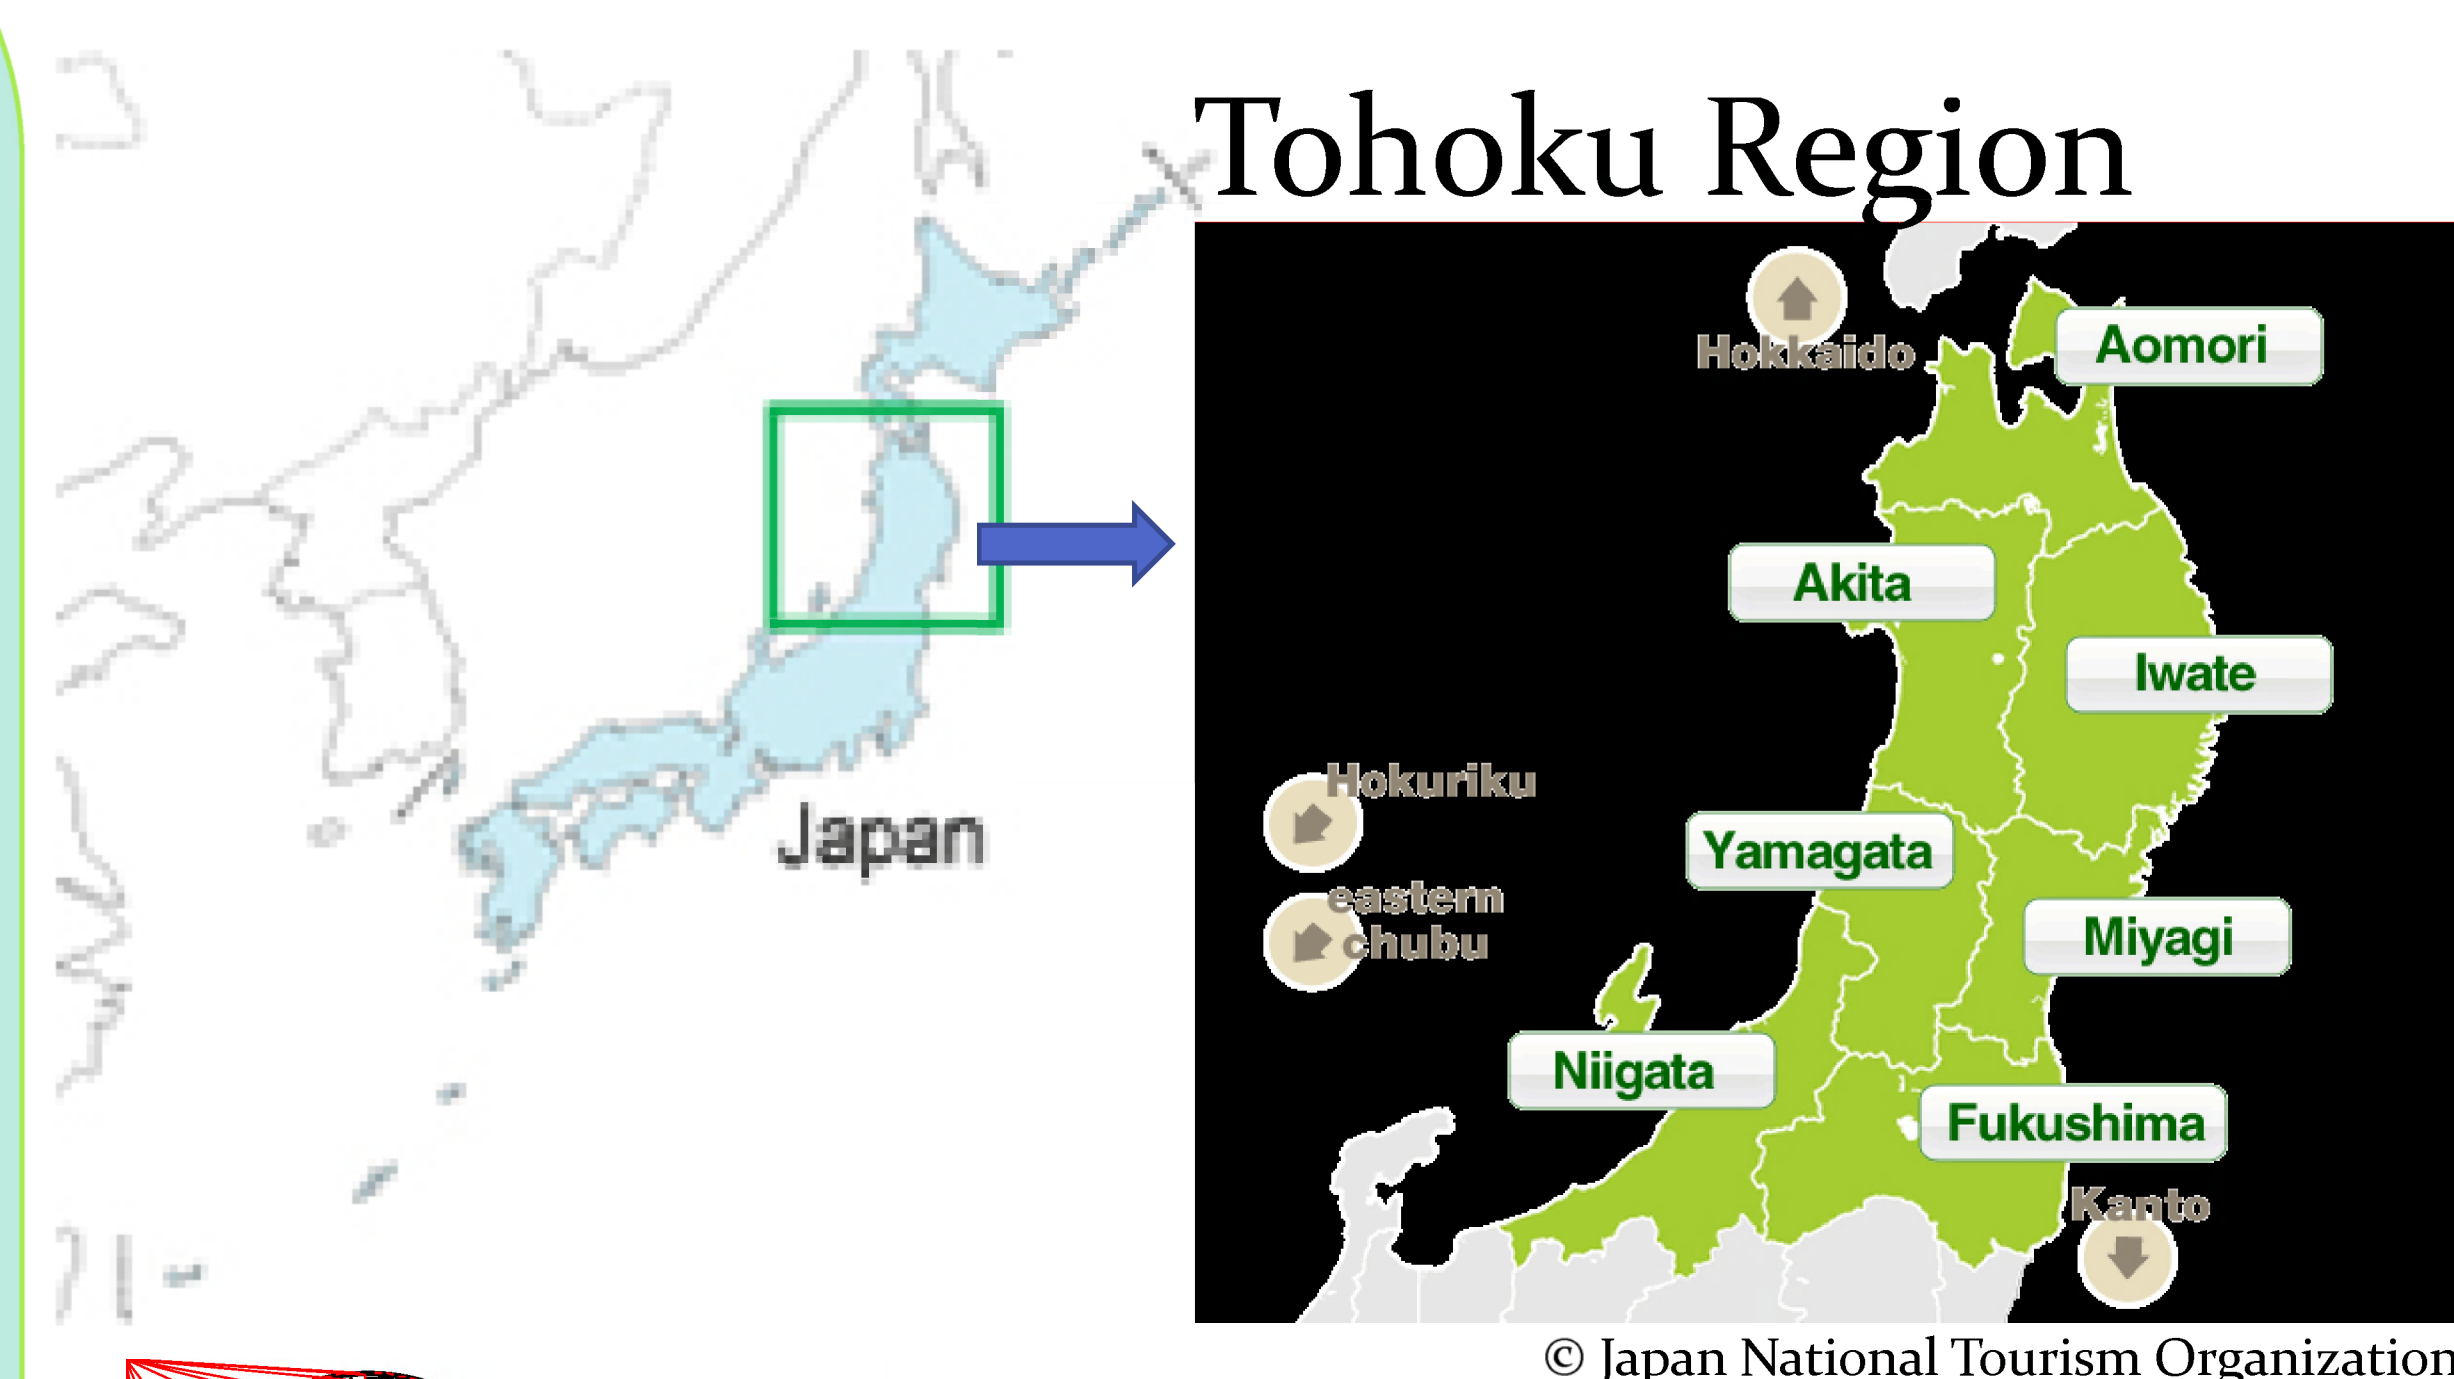 Tohoku Region
Hokkaido
Aomori
Akita
Iwate
Hokuriku
Yamagata
eastern
chubu
Miyagi
Niigata
Fukushima
Kanto
Japan
© Japan National Tourism Organization